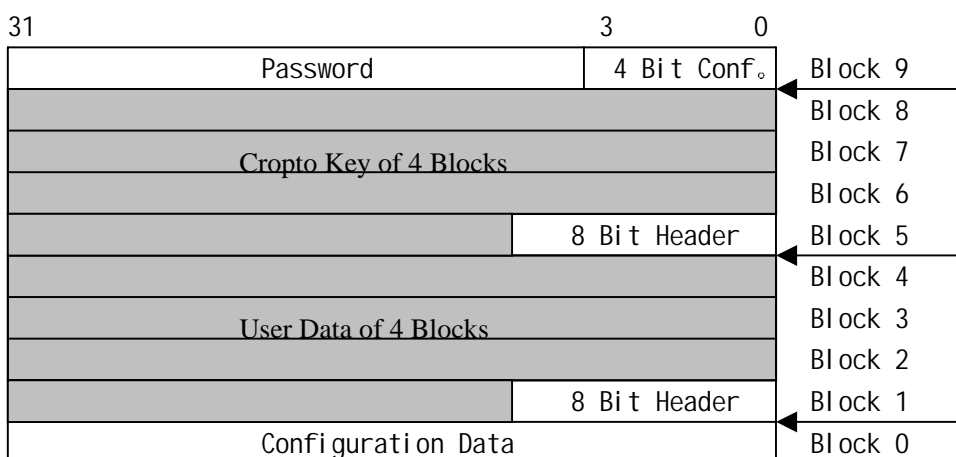 31 3 0
Password 4 Bit Conf。 Block 9
Block 8
Cropto Key of 4 Blocks Block 7
Block 6
8 Bit Header Block 5
Block 4
User Data of 4 Blocks Block 3
Block 2
8 Bit Header Block 1
Configuration Data Block 0